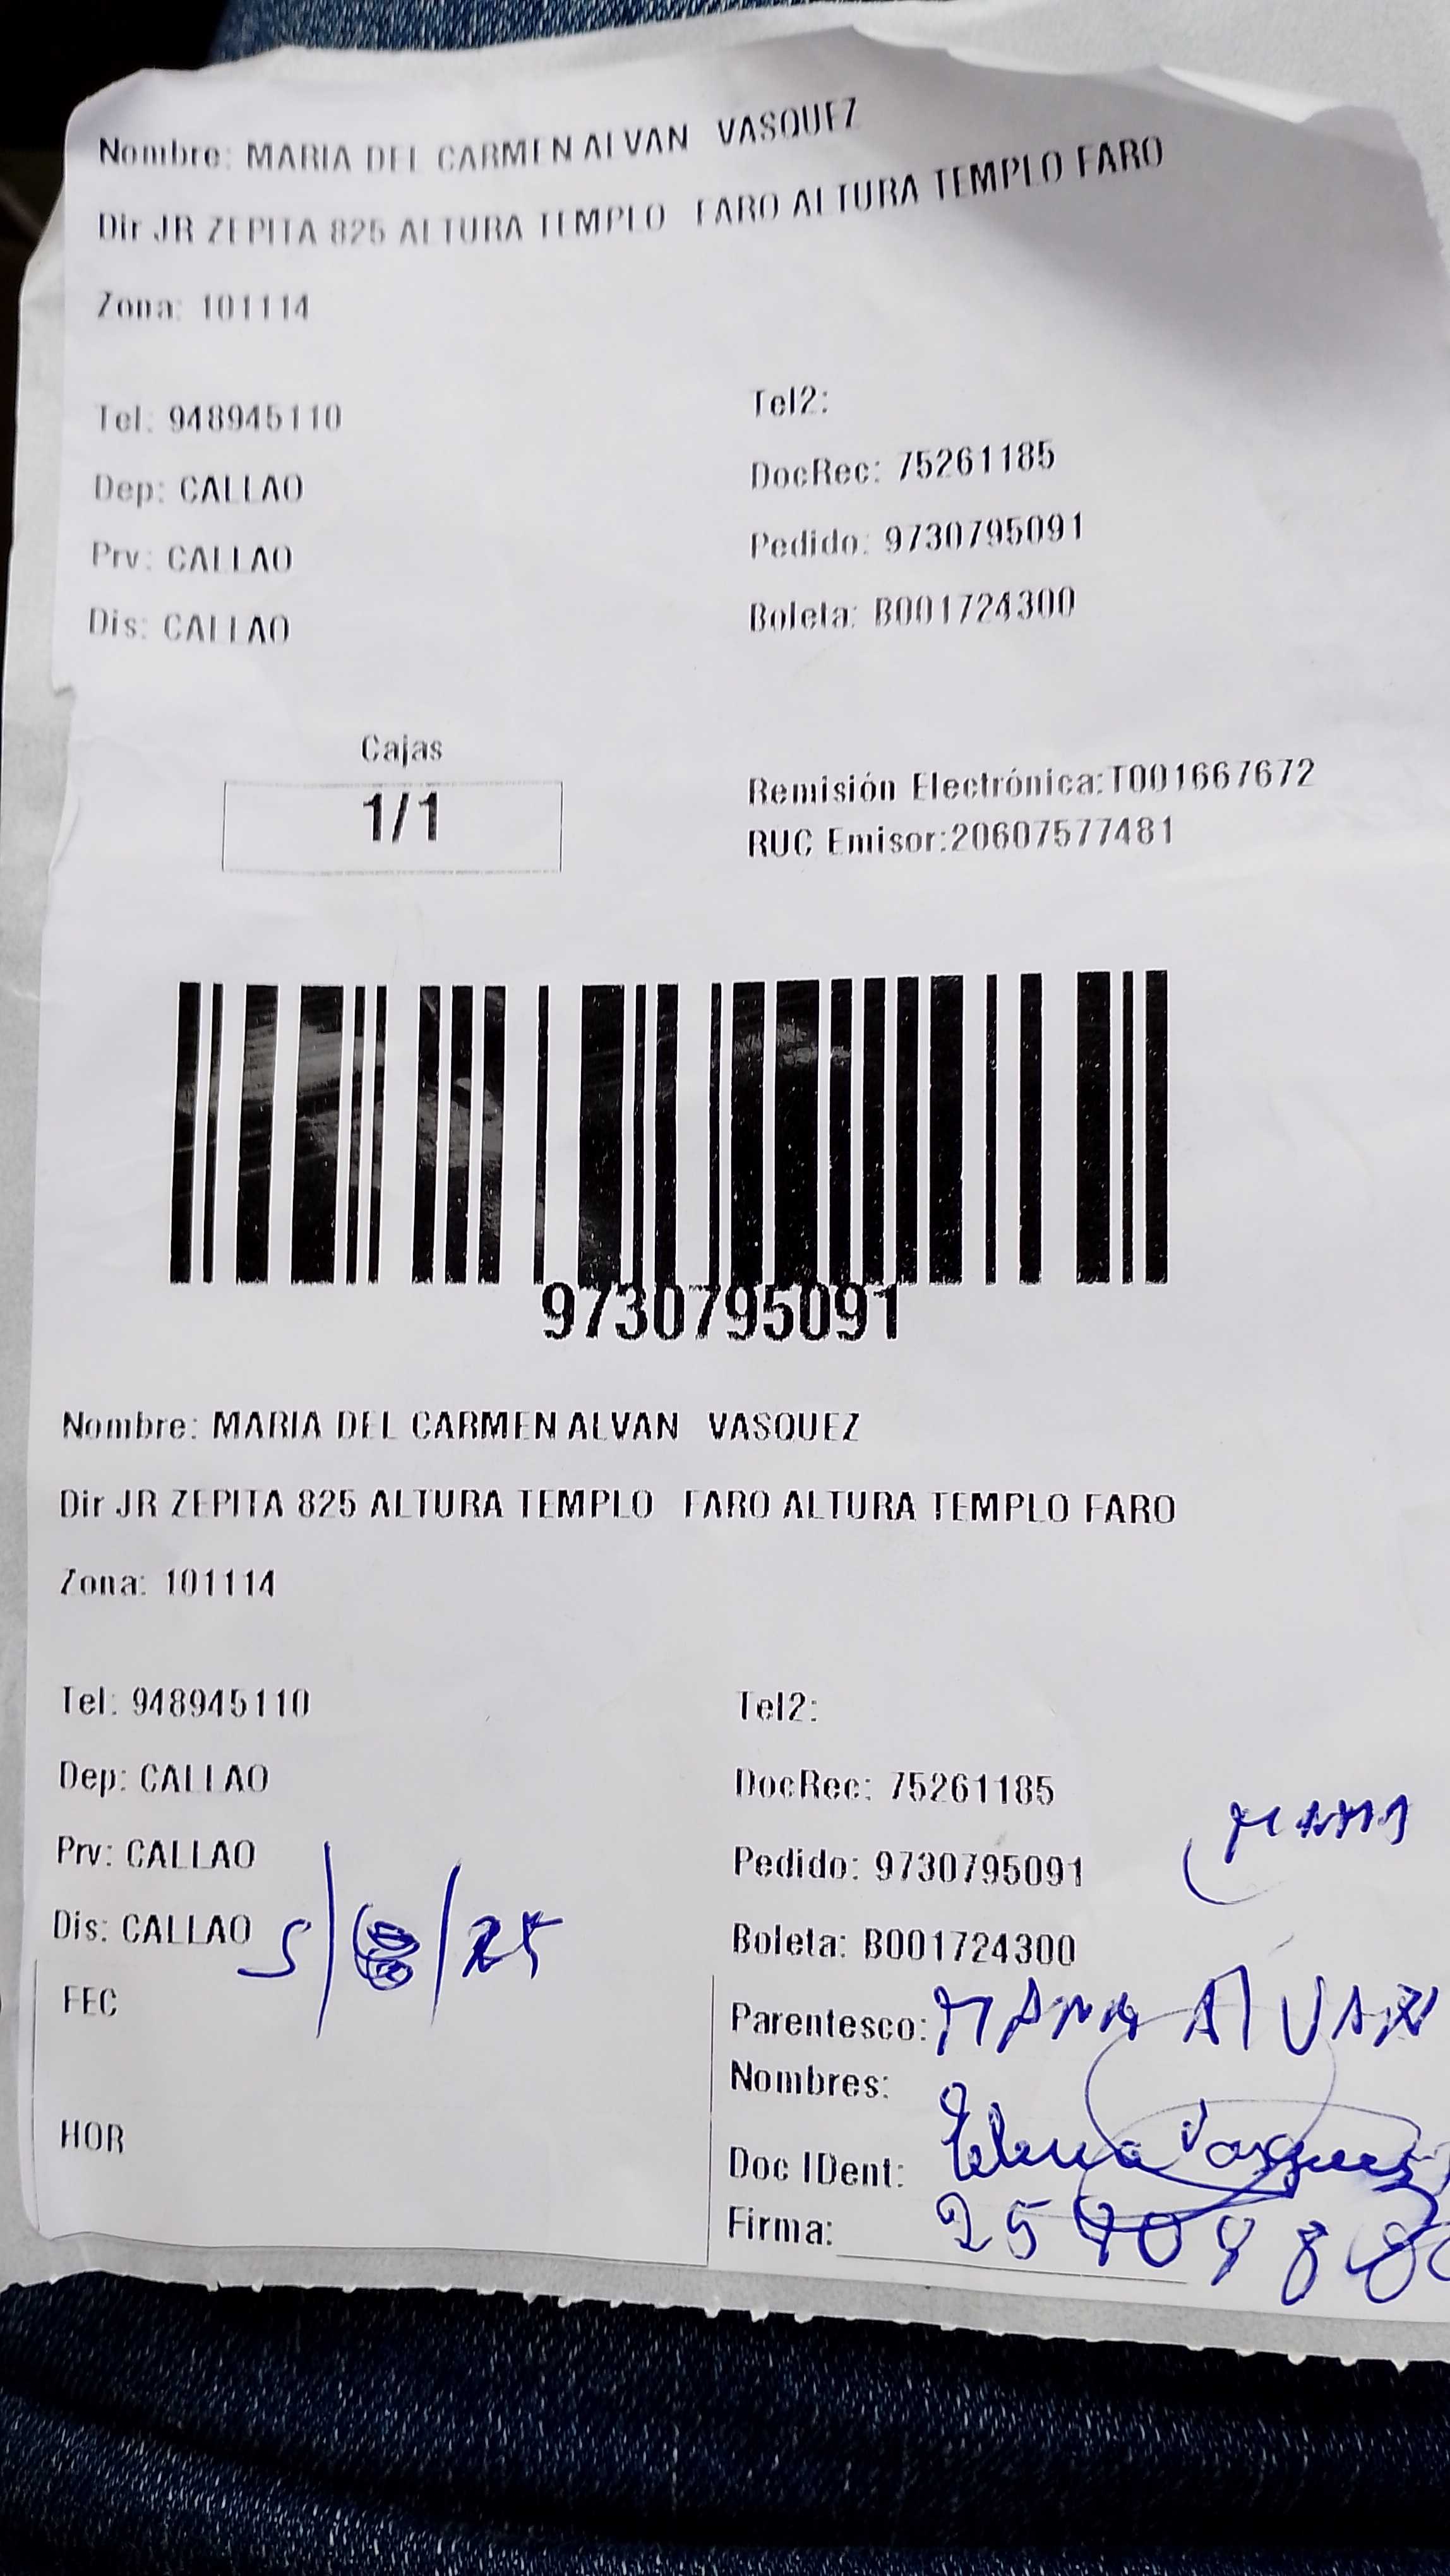 Nombre: MARIA DEL CARMEN ALVAN VASQUEZ
Dir JR ZEPITA 825 ALTURA TEMPLO FARO ALTURA TEMPLO FARO
Zona: 101114
Tel: 948945110 Tel2:
Dep: CALLAO DocRec: 75261185
Prv: CALLAO Pedido: 9730795091
Dis: CALLAO Boleta: B001724300
Cajas
1/1
Remisión Electrónica:T001667672
RUC Emisor:20607577481
9730795091
Nombre: MARIA DEL CARMEN ALVAN VASQUEZ
Dir JR ZEPITA 825 ALTURA TEMPLO FARO ALTURA TEMPLO FARO
Zona: 101114
Tel: 948945110 Tel2:
Dep: CALLAO DocRec: 75261185
Prv: CALLAO Pedido: 9730795091
Dis: CALLAO Boleta: B001724300
FEC
Parentesco: ALVAN
Nombres:
HOR
Doc IDent: Elena Vasquez
Firma: